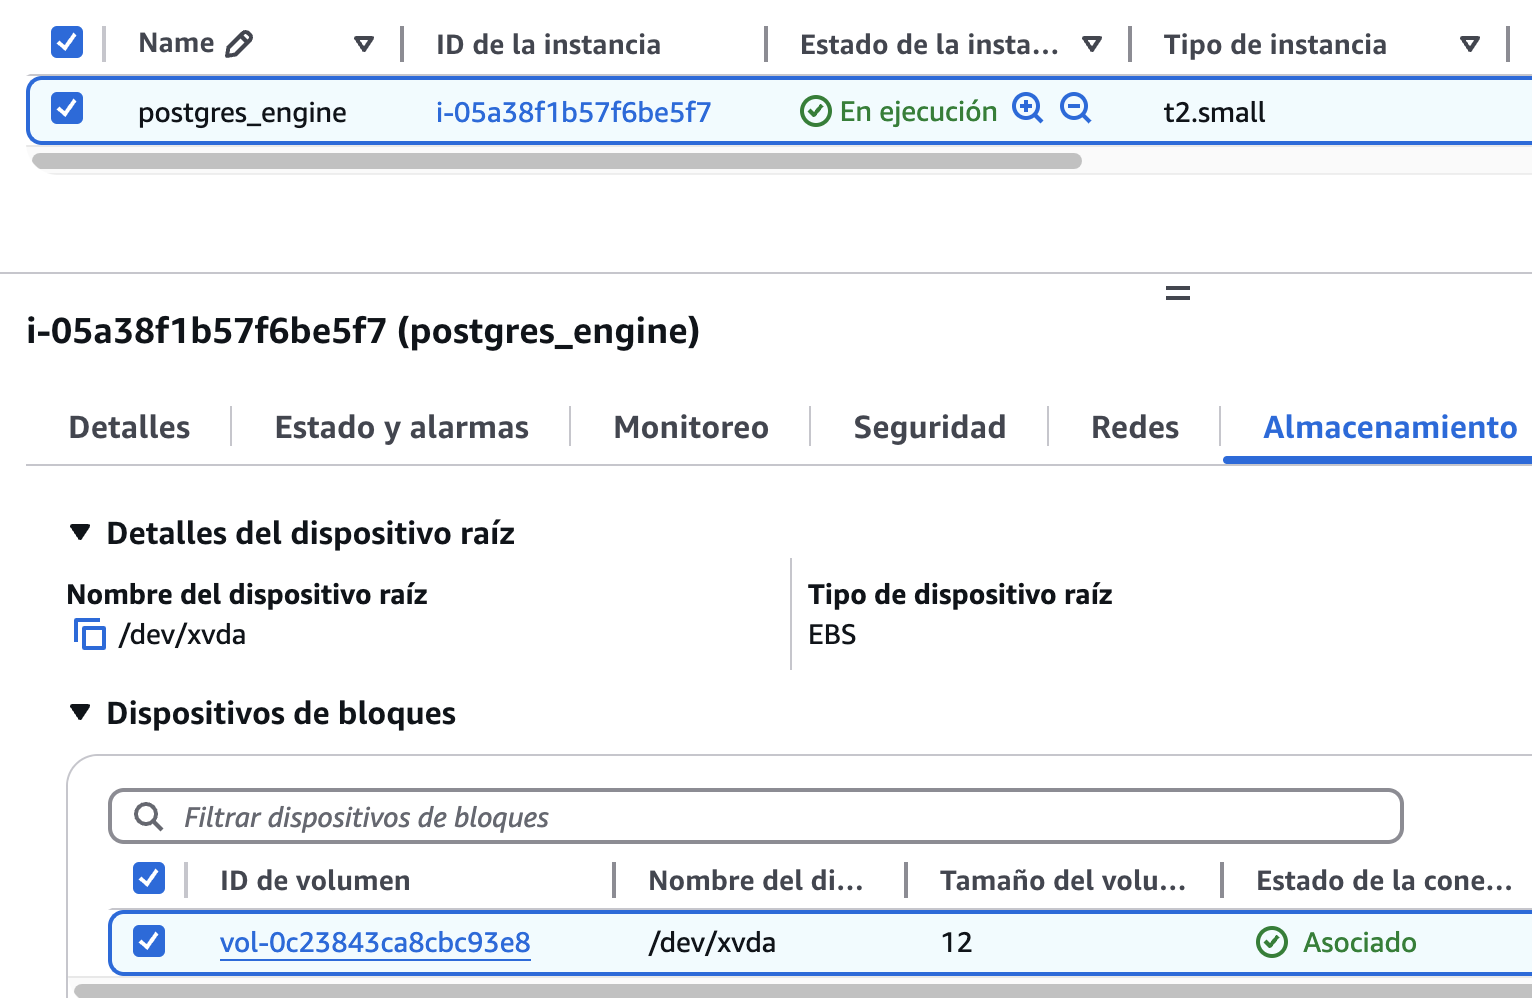 Name ID de la instancia Estado de la insta... Tipo de instancia
postgres_engine i-05a38f1b57f6be5f7 En ejecución t2.small
i-05a38f1b57f6be5f7 (postgres_engine)
Detalles Estado y alarmas Monitoreo Seguridad Redes Almacenamiento
Detalles del dispositivo raíz
Nombre del dispositivo raíz Tipo de dispositivo raíz
/dev/xvda EBS
Dispositivos de bloques
Filtrar dispositivos de bloques
ID de volumen Nombre del di... Tamaño del volu... Estado de la cone...
vol-0c23843ca8cbc93e8 /dev/xvda 12 Asociado